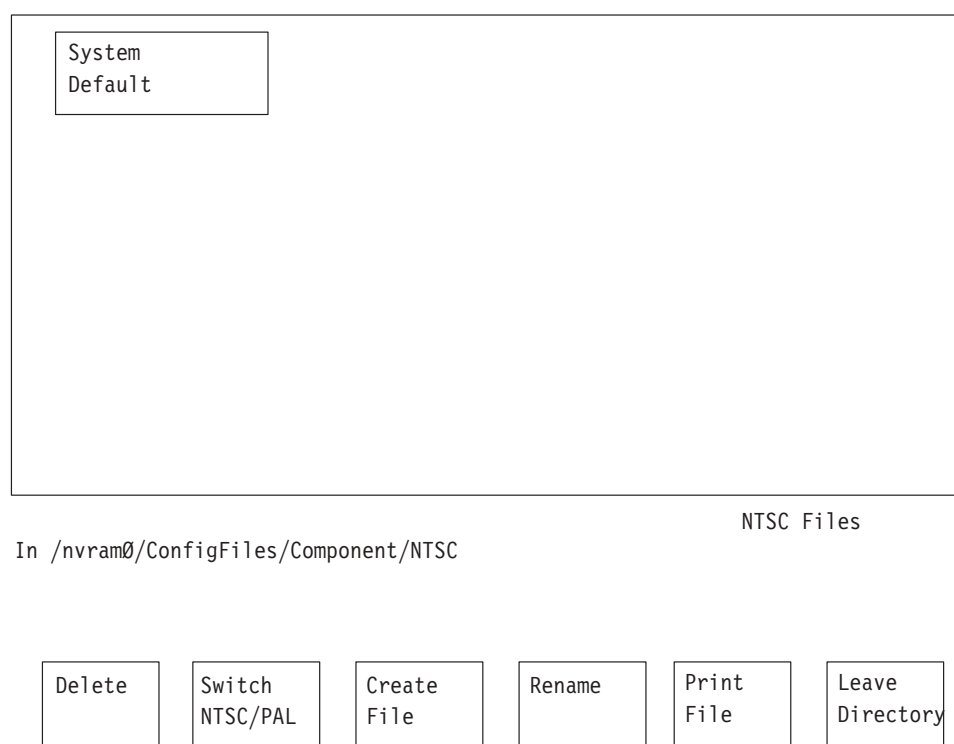 System
Default
NTSC Files
In /nvramØ/ConfigFiles/Component/NTSC
Delete
Switch
NTSC/PAL
Create
File
Rename
Print
File
Leave
Directory